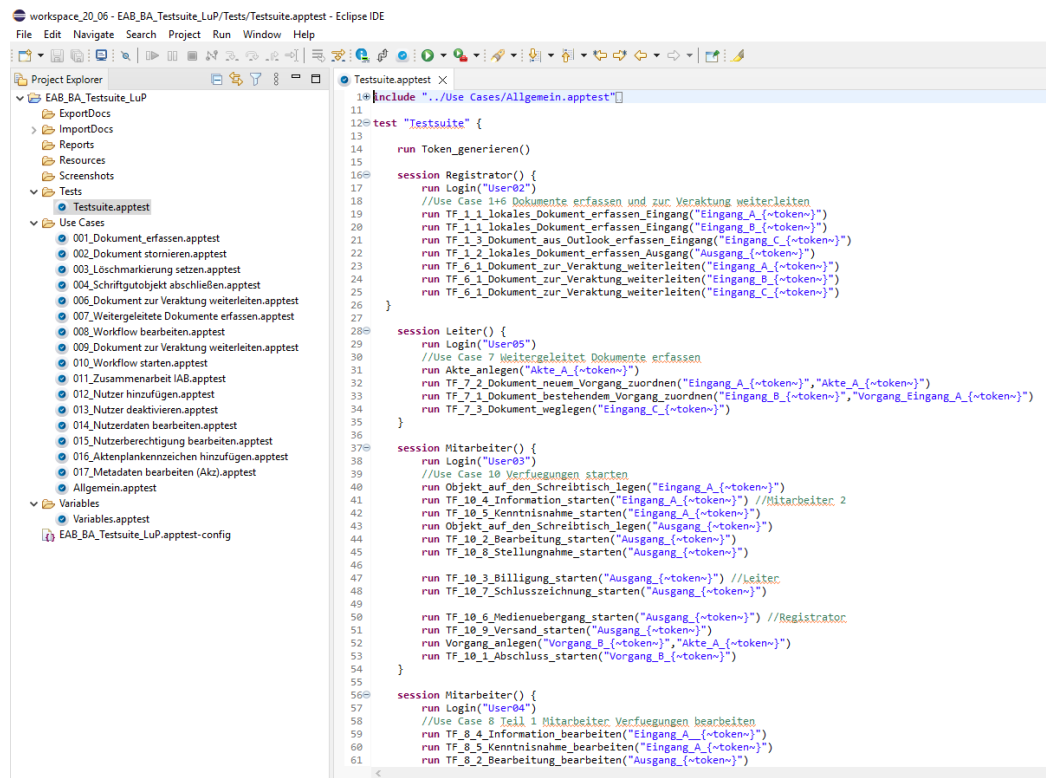 workspace_20_06 - EAB_BA_Testsuite_LuP/Tests/Testsuite.apptest - Eclipse IDE
File Edit Navigate Search Project Run Window Help
Project Explorer
EAB_BA_Testsuite_LuP
ExportDocs
ImportDocs
Reports
Resources
Screenshots
Tests
Testsuite.apptest
Use Cases
001_Dokument_erfassen.apptest
002_Dokument stornieren.apptest
003_Löschmarkierung setzen.apptest
004_Schriftgutobjekt abschließen.apptest
006_Dokument zur Veraktung weiterleiten.apptest
007_Weitergeleitete Dokumente erfassen.apptest
008_Workflow bearbeiten.apptest
009_Dokument zur Veraktung weiterleiten.apptest
010_Workflow starten.apptest
011_Zusammenarbeit IAB.apptest
012_Nutzer hinzufügen.apptest
013_Nutzer deaktivieren.apptest
014_Nutzerdaten bearbeiten.apptest
015_Nutzerberechtigung bearbeiten.apptest
016_Aktenplankennzeichen hinzufügen.apptest
017_Metadaten bearbeiten (Akz).apptest
Allgemein.apptest
Variables
Variables.apptest
EAB_BA_Testsuite_LuP.apptest-config
Testsuite.apptest
1 include "../Use Cases/Allgemein.apptest"
11
12 test "Testsuite" {
13
14 run Token_generieren()
15
16 session Registrator() {
17 run Login("User02")
18 //Use Case 1+6 Dokumente erfassen und zur Veraktung weiterleiten
19 run TF_1_1_lokales_Dokument_erfassen_Eingang("Eingang_A_{~token~}")
20 run TF_1_1_lokales_Dokument_erfassen_Eingang("Eingang_B_{~token~}")
21 run TF_1_3_Dokument_aus_Outlook_erfassen_Eingang("Eingang_C_{~token~}")
22 run TF_1_2_lokales_Dokument_erfassen_Ausgang("Ausgang_{~token~}")
23 run TF_6_1_Dokument_zur_Veraktung_weiterleiten("Eingang_A_{~token~}")
24 run TF_6_1_Dokument_zur_Veraktung_weiterleiten("Eingang_B_{~token~}")
25 run TF_6_1_Dokument_zur_Veraktung_weiterleiten("Eingang_C_{~token~}")
26 }
27
28 session Leiter() {
29 run Login("User05")
30 //Use Case 7 Weitergeleitet Dokumente erfassen
31 run Akte_anlegen("Akte_A_{~token~}")
32 run TF_7_2_Dokument_neuem_Vorgang_zuordnen("Eingang_A_{~token~}","Akte_A_{~token~}")
33 run TF_7_1_Dokument_bestehendem_Vorgang_zuordnen("Eingang_B_{~token~}","Vorgang_Eingang_A_{~token~}")
34 run TF_7_3_Dokument_weglegen("Eingang_C_{~token~}")
35 }
36
37 session Mitarbeiter() {
38 run Login("User03")
39 //Use Case 10 Verfuegungen starten
40 run Objekt_auf_den_Schreibtisch_legen("Eingang_A_{~token~}")
41 run TF_10_4_Information_starten("Eingang_A_{~token~}") //Mitarbeiter 2
42 run TF_10_5_Kenntnisnahme_starten("Eingang_A_{~token~}")
43 run Objekt_auf_den_Schreibtisch_legen("Ausgang_{~token~}")
44 run TF_10_2_Bearbeitung_starten("Ausgang_{~token~}")
45 run TF_10_8_Stellungnahme_starten("Ausgang_{~token~}")
46
47 run TF_10_3_Billigung_starten("Ausgang_{~token~}") //Leiter
48 run TF_10_7_Schlusszeichnung_starten("Ausgang_{~token~}")
49
50 run TF_10_6_Medienuebergang_starten("Ausgang_{~token~}") //Registrator
51 run TF_10_9_Versand_starten("Ausgang_{~token~}")
52 run Vorgang_anlegen("Vorgang_B_{~token~}","Akte_A_{~token~}")
53 run TF_10_1_Abschluss_starten("Vorgang_B_{~token~}")
54 }
55
56 session Mitarbeiter() {
57 run Login("User04")
58 //Use Case 8 Teil 1 Mitarbeiter Verfuegungen bearbeiten
59 run TF_8_4_Information_bearbeiten("Eingang_A__{~token~}")
60 run TF_8_5_Kenntnisnahme_bearbeiten("Eingang_A_{~token~}")
61 run TF_8_2_Bearbeitung_bearbeiten("Ausgang_{~token~}")